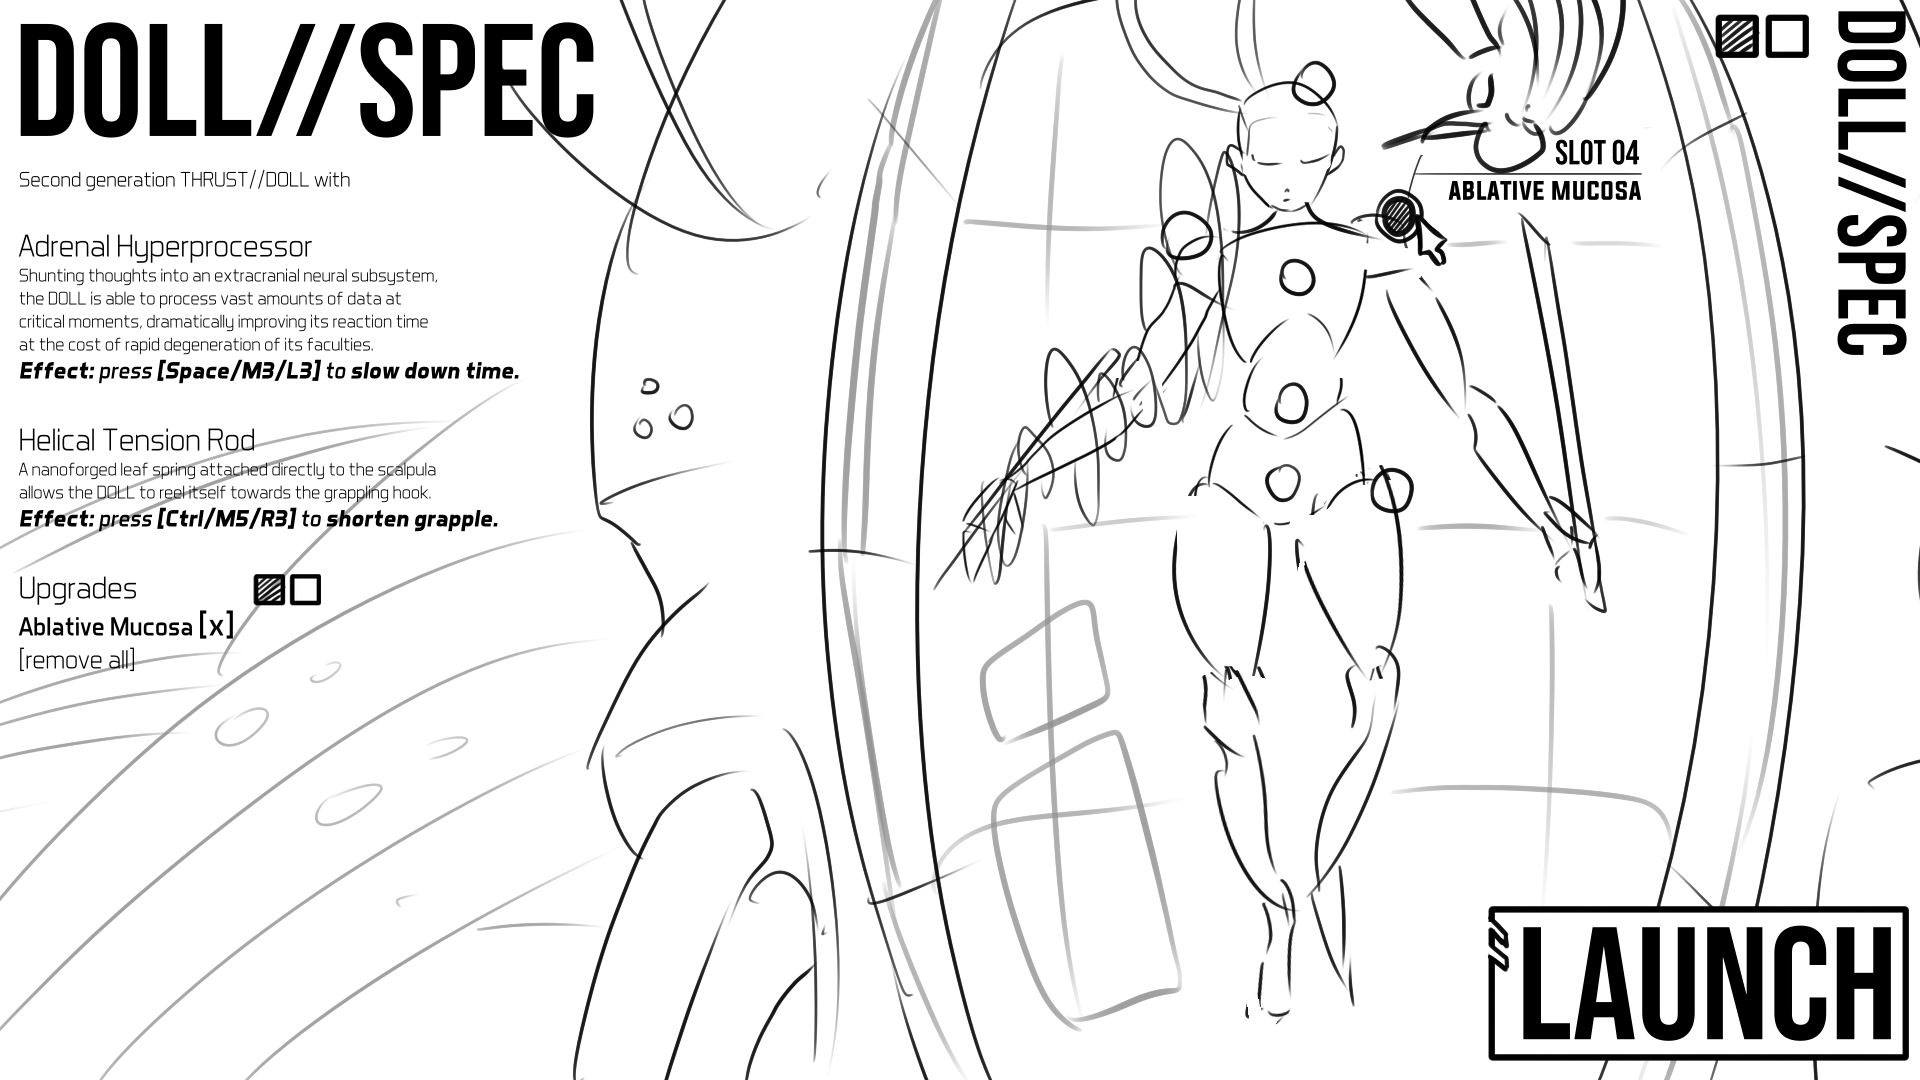 DOLL//SPEC
Second generation THRUST//DOLL with
Adrenal Hyperprocessor
Shunting thoughts into an extracranial neural subsystem,
the DOLL is able to process vast amounts of data at
critical moments, dramatically improving its reaction time
at the cost of rapid degeneration of its faculties.
Effect: press [Space/M3/L3] to slow down time.
Helical Tension Rod
A nanoforged leaf spring attached directly to the scalpula
allows the DOLL to reel itself towards the grappling hook.
Effect: press [Ctrl/M5/R3] to shorten grapple.
Upgrades
Ablative Mucosa [x]
[remove all]
SLOT 04
ABLATIVE MUCOSA
DOLL//SPEC
LAUNCH